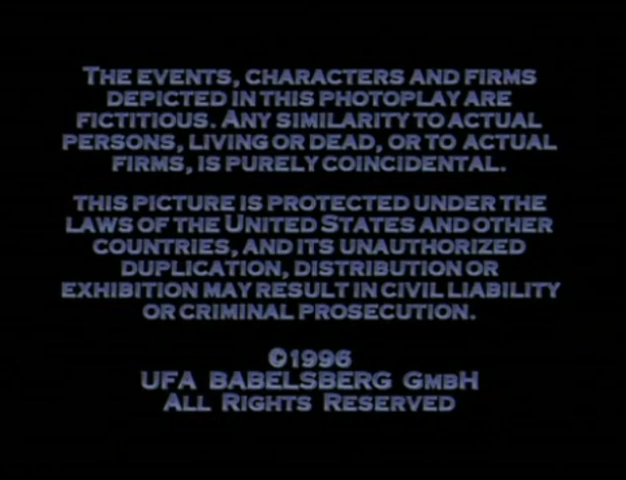 THE EVENTS, CHARACTERS AND FIRMS
DEPICTED IN THIS PHOTOPLAY ARE
FICTITIOUS. ANY SIMILARITY TO ACTUAL
PERSONS, LIVING OR DEAD, OR TO ACTUAL
FIRMS, IS PURELY COINCIDENTAL.
THIS PICTURE IS PROTECTED UNDER THE
LAWS OF THE UNITED STATES AND OTHER
COUNTRIES, AND ITS UNAUTHORIZED
DUPLICATION, DISTRIBUTION OR
EXHIBITION MAY RESULT IN CIVIL LIABILITY
OR CRIMINAL PROSECUTION.
©1996
UFA BABELSBERG GMBH
ALL RIGHTS RESERVED